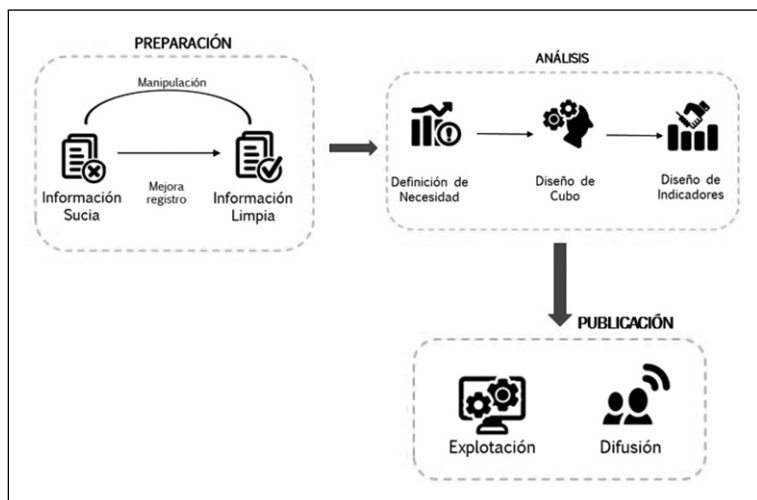 PREPARACIÓN
Manipulación
Mejora
registro
Información
Sucia
Información
Limpia
ANÁLISIS
Definición de
Necesidad
Diseño de
Cubo
Diseño de
Indicadores
PUBLICACIÓN
Explotación
Difusión